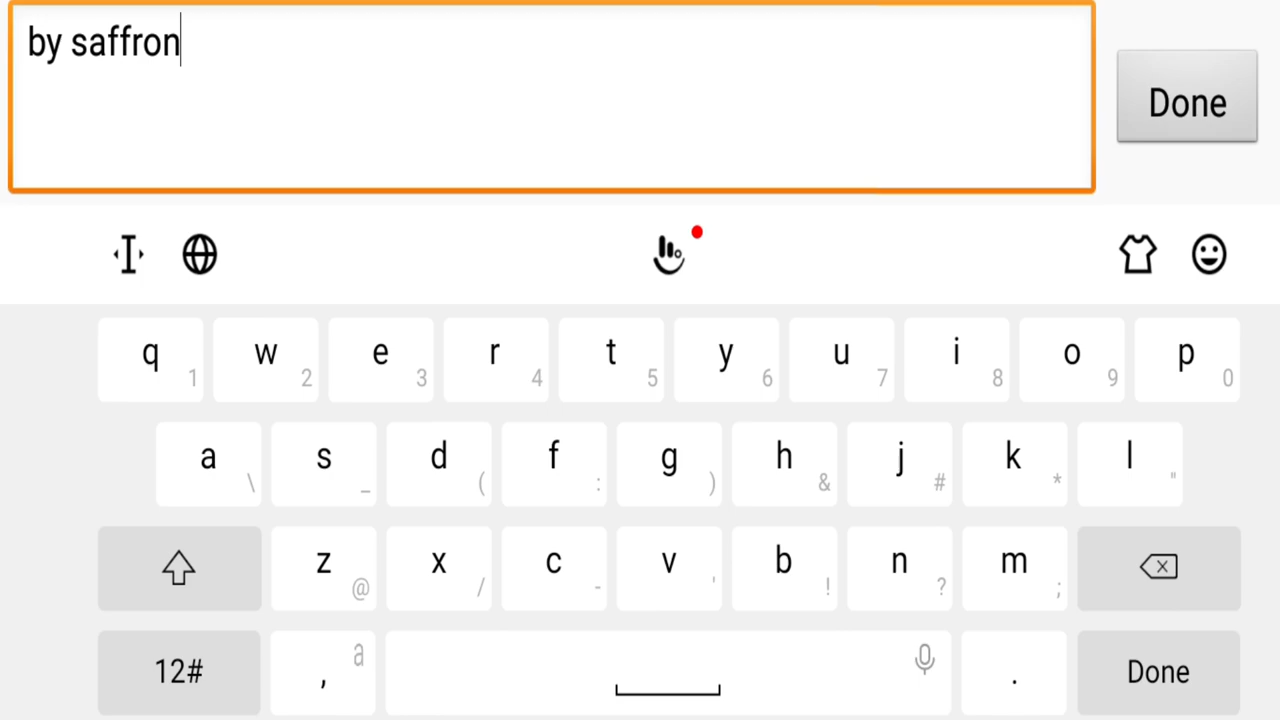 by saffron
Done
q 1 w 2 e 3 r 4 t 5 y 6 u 7 i 8 o 9 p 0
a \ s _ d ( f : g ) h & j # k * l "
z @ x / c - v ' b ! n ? m ;
12# , a . Done